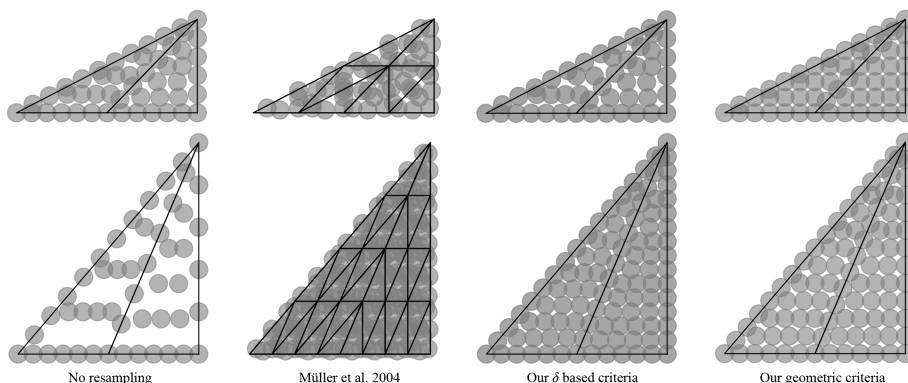 No resampling
Müller et al. 2004
Our δ based criteria
Our geometric criteria